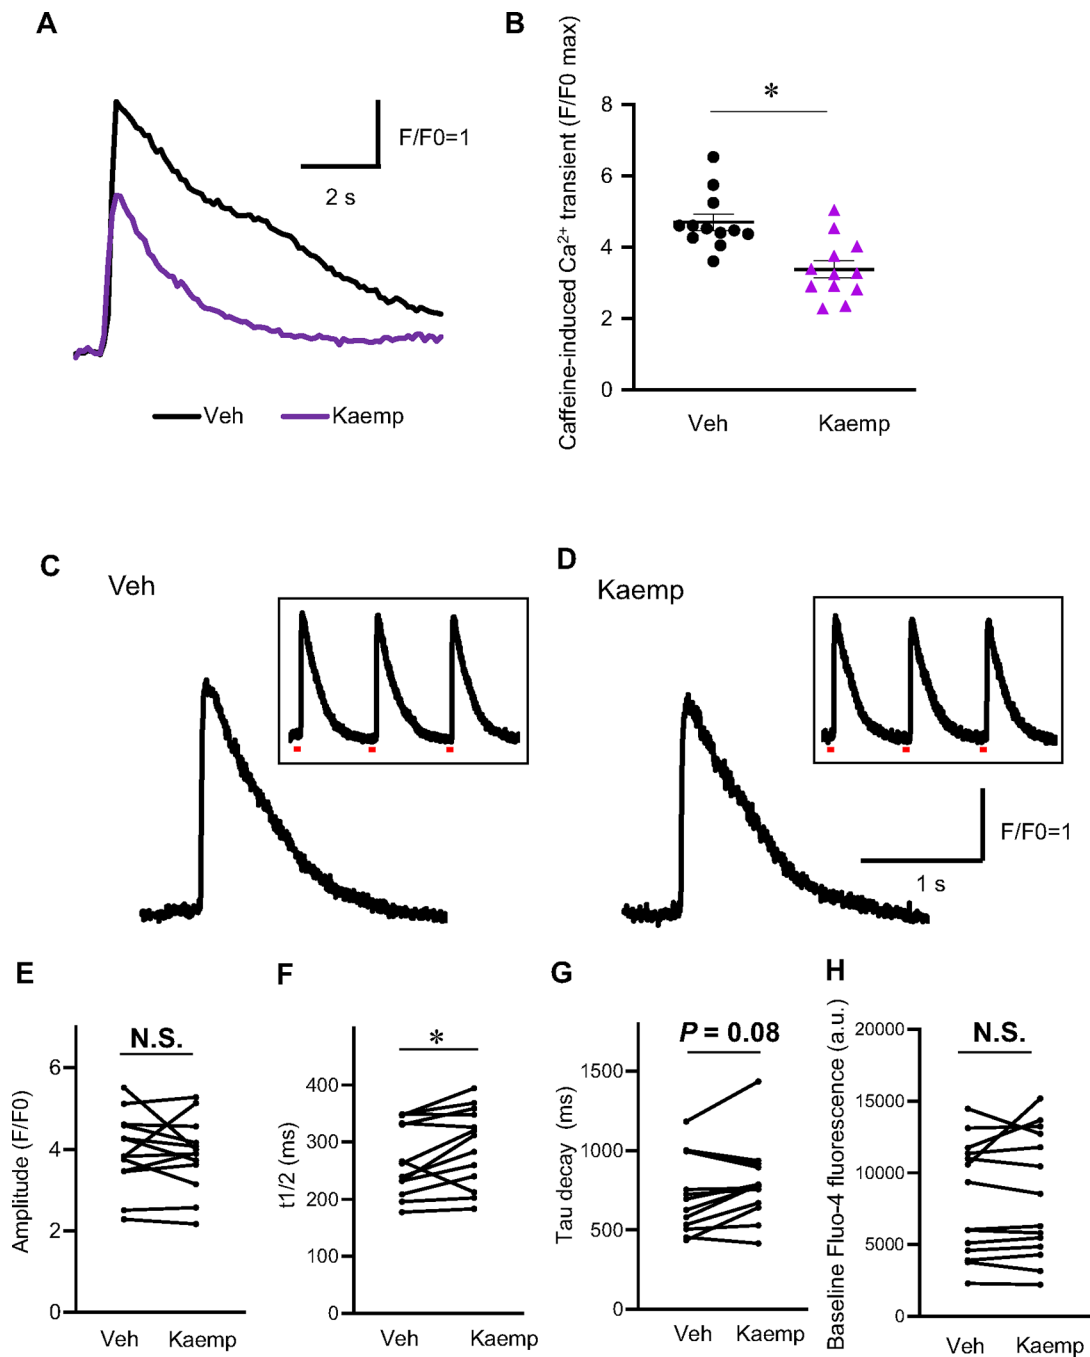 A
F/F0=1
2 s
Veh
Kaemp
B
Caffeine-induced Ca²⁺ transient (F/F0 max)
8
6
4
2
0
*
Veh
Kaemp
C
Veh
D
Kaemp
F/F0=1
1 s
E
Amplitude (F/F0)
6
4
2
0
N.S.
Veh
Kaemp
F
t1/2 (ms)
400
300
200
100
0
*
Veh
Kaemp
G
Tau decay (ms)
1500
1000
500
0
P = 0.08
Veh
Kaemp
H
Baseline Fluo-4 fluorescence (a.u.)
20000
15000
10000
5000
0
N.S.
Veh
Kaemp